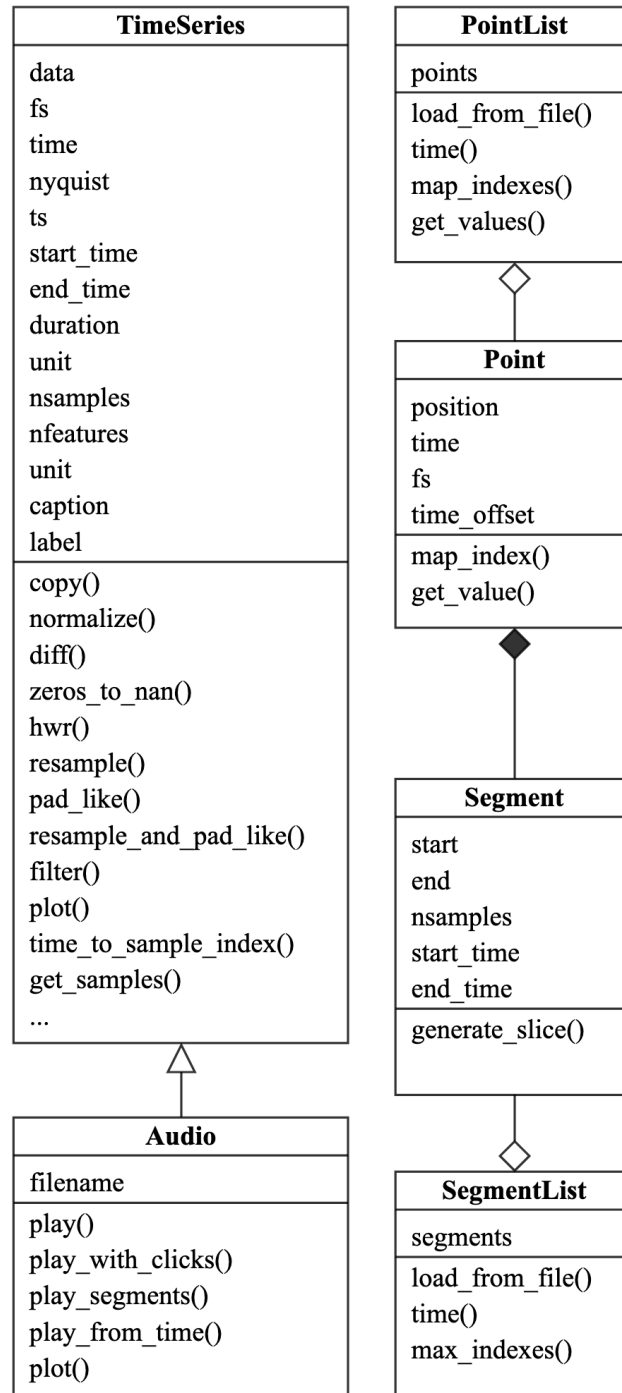 TimeSeries
data
fs
time
nyquist
ts
start_time
end_time
duration
unit
nsamples
nfeatures
unit
caption
label
copy()
normalize()
diff()
zeros_to_nan()
hwr()
resample()
pad_like()
resample_and_pad_like()
filter()
plot()
time_to_sample_index()
get_samples()
...
Audio
filename
play()
play_with_clicks()
play_segments()
play_from_time()
plot()
PointList
points
load_from_file()
time()
map_indexes()
get_values()
Point
position
time
fs
time_offset
map_index()
get_value()
Segment
start
end
nsamples
start_time
end_time
generate_slice()
SegmentList
segments
load_from_file()
time()
max_indexes()